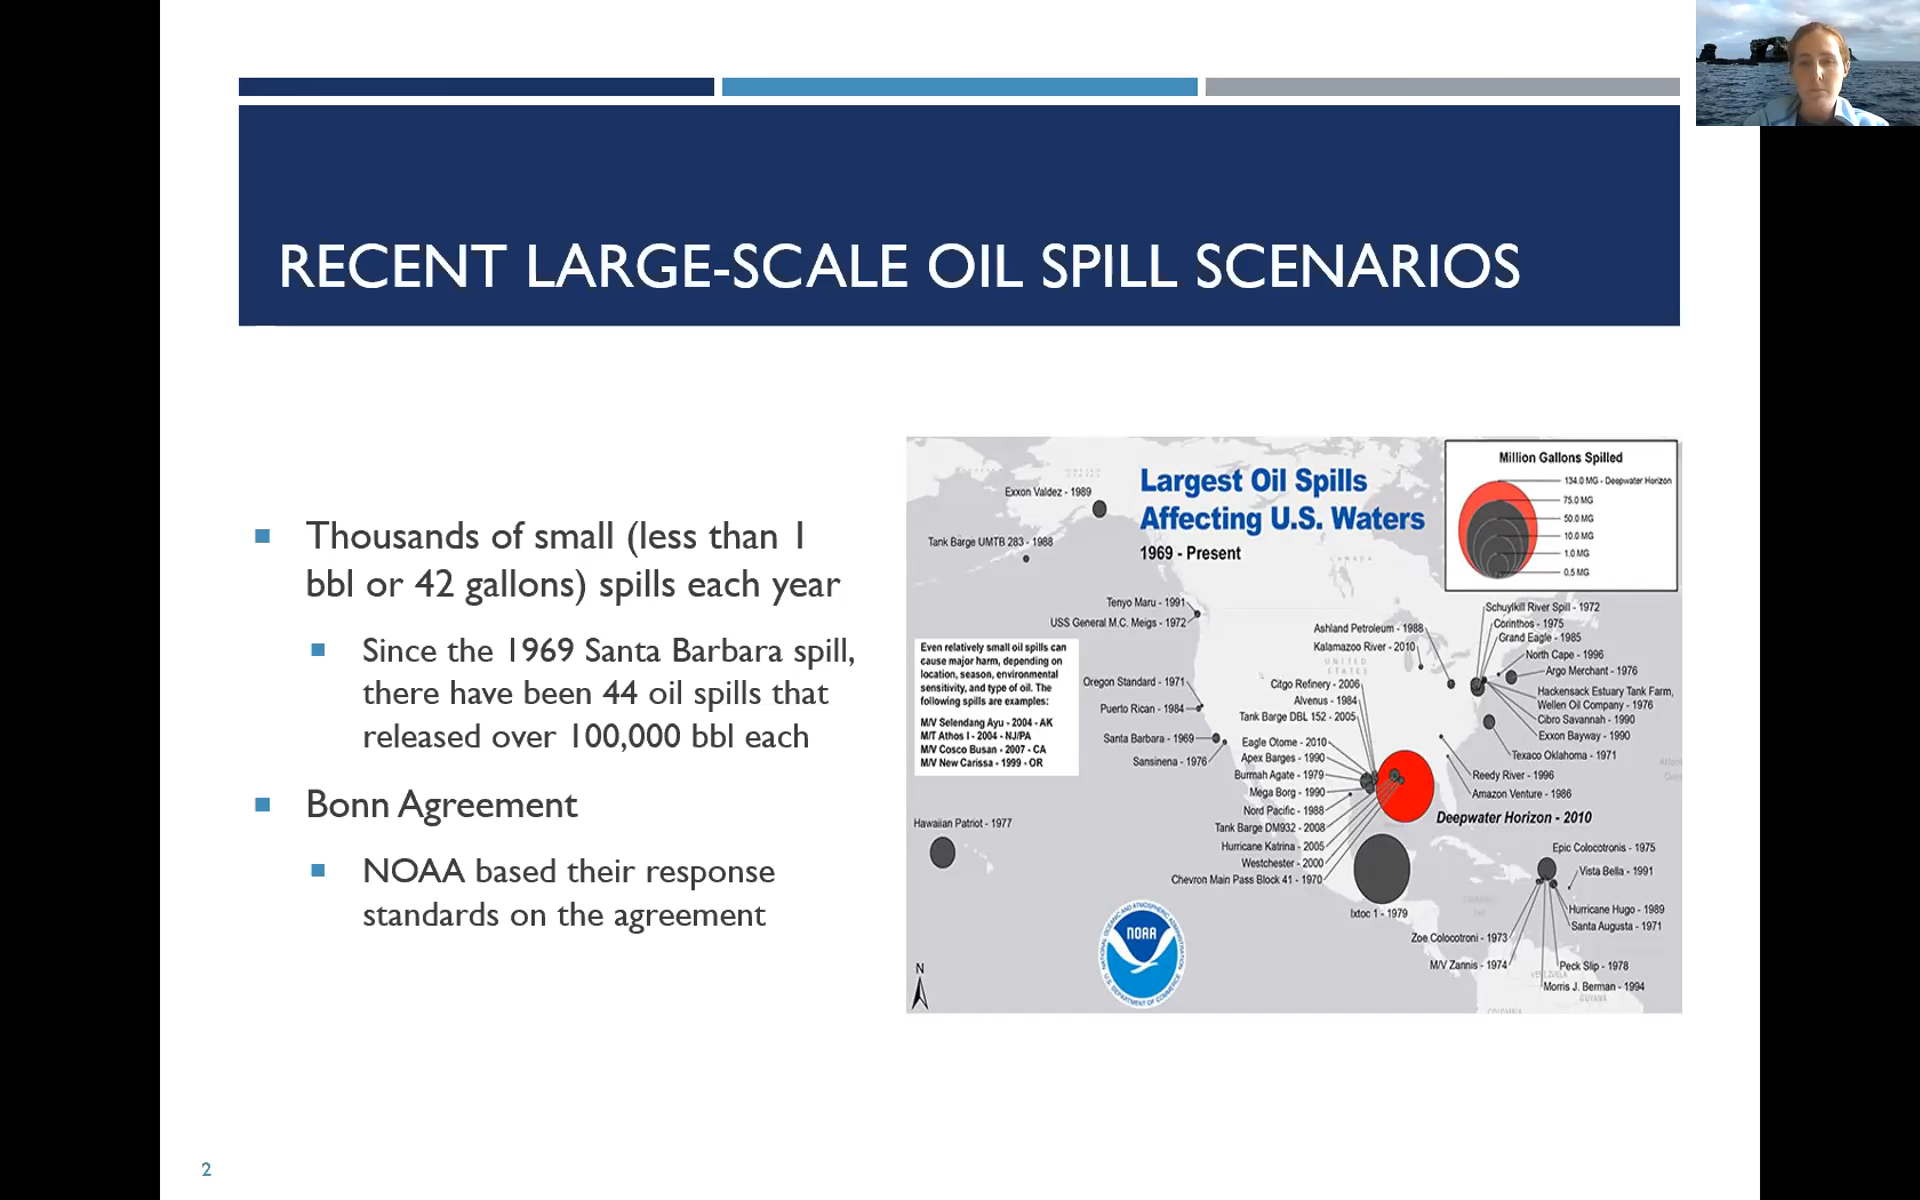 RECENT LARGE-SCALE OIL SPILL SCENARIOS
Thousands of small (less than 1
bbl or 42 gallons) spills each year
Since the 1969 Santa Barbara spill,
there have been 44 oil spills that
released over 100,000 bbl each
Bonn Agreement
NOAA based their response
standards on the agreement
Largest Oil Spills
Affecting U.S. Waters
1969 - Present
Million Gallons Spilled
134.0 MG - Deepwater Horizon
75.0 MG
50.0 MG
10.0 MG
1.0 MG
0.5 MG
Exxon Valdez - 1989
Tank Barge UMTB 283 - 1988
CANADA
Tenyo Maru - 1991
USS General M.C. Meigs - 1972
Even relatively small oil spills can
cause major harm, depending on
location, season, environmental
sensitivity, and type of oil. The
following spills are examples:
M/V Selendang Ayu - 2004 - AK
M/T Athos I - 2004 - NJ/PA
M/V Cosco Busan - 2007 - CA
M/V New Carissa - 1999 - OR
Oregon Standard - 1971
Puerto Rican - 1984
Santa Barbara - 1969
Sansinena - 1976
Hawaiian Patriot - 1977
UNITED
STATES
Ashland Petroleum - 1988
Kalamazoo River - 2010
Citgo Refinery - 2006
Alvenus - 1984
Tank Barge DBL 152 - 2005
Eagle Otome - 2010
Apex Barges - 1990
Burmah Agate - 1979
Mega Borg - 1990
Nord Pacific - 1988
Tank Barge DM932 - 2008
Hurricane Katrina - 2005
Westchester - 2000
Chevron Main Pass Block 41 - 1970
Schuylkill River Spill - 1972
Corinthos - 1975
Grand Eagle - 1985
North Cape - 1996
Argo Merchant - 1976
Hackensack Estuary Tank Farm,
Wellen Oil Company - 1976
Cibro Savannah - 1990
Exxon Bayway - 1990
Texaco Oklahoma - 1971
Reedy River - 1996
Amazon Venture - 1986
Deepwater Horizon - 2010
Ixtoc 1 - 1979
Epic Colocotronis - 1975
Vista Bella - 1991
Hurricane Hugo - 1989
Santa Augusta - 1971
Zoe Colocotroni - 1973
M/V Zannis - 1974
Peck Slip - 1978
Morris J. Berman - 1994
GUYANA
N
NOAA
NATIONAL OCEANIC AND ATMOSPHERIC ADMINISTRATION
U.S. DEPARTMENT OF COMMERCE
2